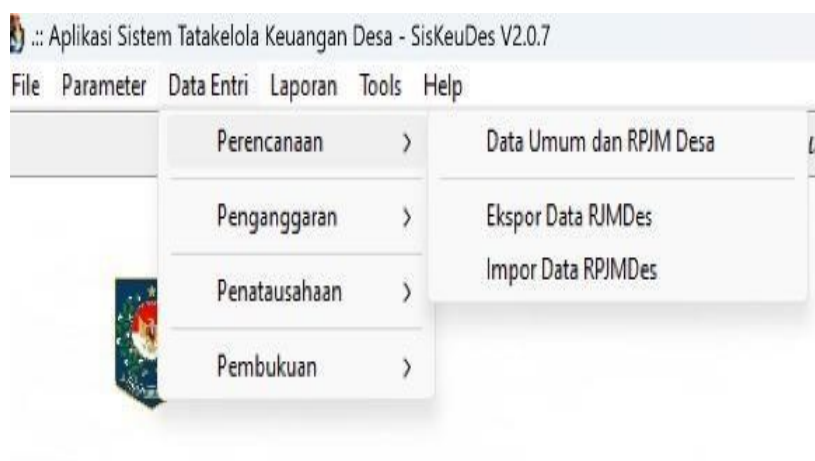 .:: Aplikasi Sistem Tatakelola Keuangan Desa - SisKeuDes V2.0.7
File Parameter Data Entri Laporan Tools Help
Perencanaan > Data Umum dan RPJM Desa
Penganggaran > Ekspor Data RJMDes
Impor Data RPJMDes
Penatausahaan >
Pembukuan >